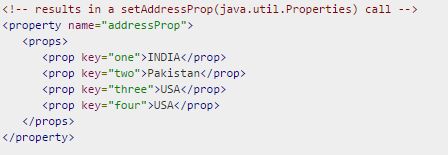 <!-- results in a setAddressProp(java.util.Properties) call -->
<property name="addressProp">
<props>
<prop key="one">INDIA</prop>
<prop key="two">Pakistan</prop>
<prop key="three">USA</prop>
<prop key="four">USA</prop>
</props>
</property>